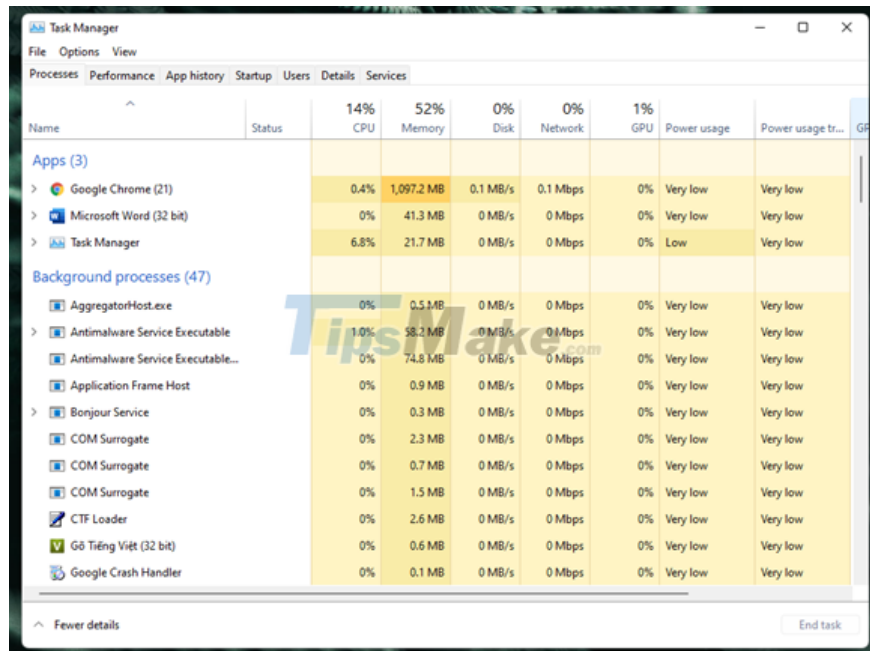 Task Manager
File Options View
Processes Performance App history Startup Users Details Services
14% 52% 0% 0% 1%
Name Status CPU Memory Disk Network GPU Power usage Power usage tr... GP
Apps (3)
Google Chrome (21) 0.4% 1,097.2 MB 0.1 MB/s 0.1 Mbps 0% Very low Very low
Microsoft Word (32 bit) 0% 41.3 MB 0 MB/s 0 Mbps 0% Very low Very low
Task Manager 6.8% 21.7 MB 0 MB/s 0 Mbps 0% Low Very low
Background processes (47)
AggregatorHost.exe 0% 0.5 MB 0 MB/s 0 Mbps 0% Very low Very low
Antimalware Service Executable 1.0% 58.2 MB 0 MB/s 0 Mbps 0% Very low Very low
TipsMake.com
Antimalware Service Executable... 0% 74.8 MB 0 MB/s 0 Mbps 0% Very low Very low
Application Frame Host 0% 0.9 MB 0 MB/s 0 Mbps 0% Very low Very low
Bonjour Service 0% 0.3 MB 0 MB/s 0 Mbps 0% Very low Very low
COM Surrogate 0% 2.3 MB 0 MB/s 0 Mbps 0% Very low Very low
COM Surrogate 0% 0.7 MB 0 MB/s 0 Mbps 0% Very low Very low
COM Surrogate 0% 1.5 MB 0 MB/s 0 Mbps 0% Very low Very low
CTF Loader 0% 2.6 MB 0 MB/s 0 Mbps 0% Very low Very low
Gõ Tiếng Việt (32 bit) 0% 0.6 MB 0 MB/s 0 Mbps 0% Very low Very low
Google Crash Handler 0% 0.1 MB 0 MB/s 0 Mbps 0% Very low Very low
Fewer details End task